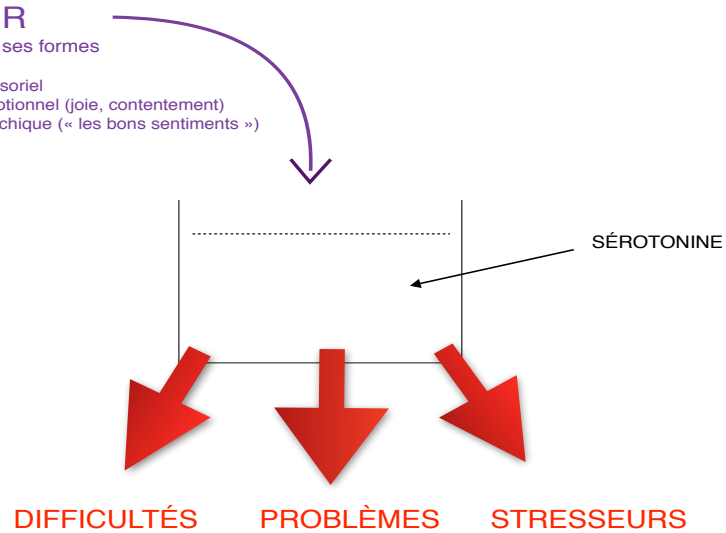 R
ses formes
soriel
otionnel (joie, contentement)
chique (« les bons sentiments »)
SÉROTONINE
DIFFICULTÉS PROBLÈMES STRESSEURS